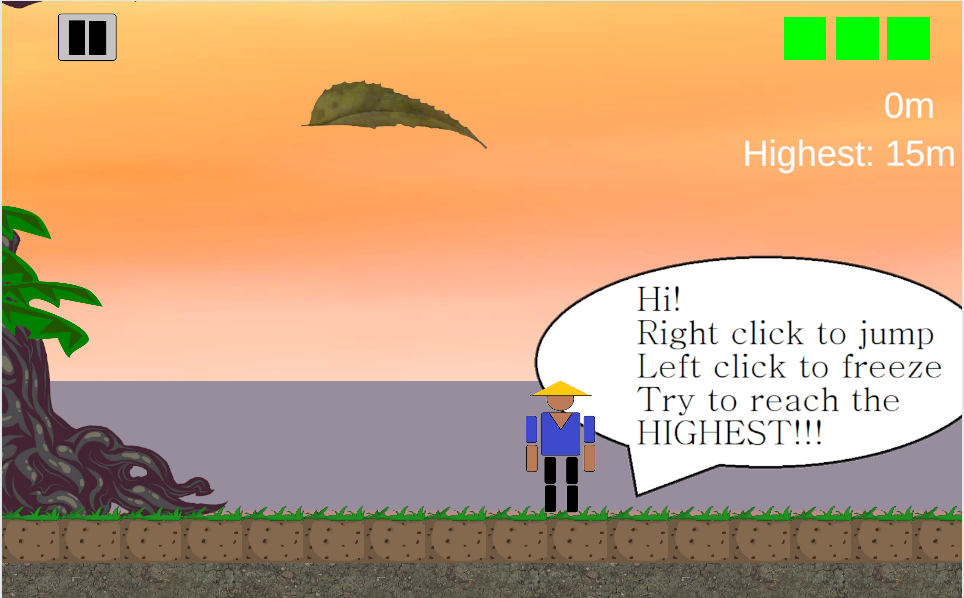 0m
Highest: 15m
Hi!
Right click to jump
Left click to freeze
Try to reach the
HIGHEST!!!